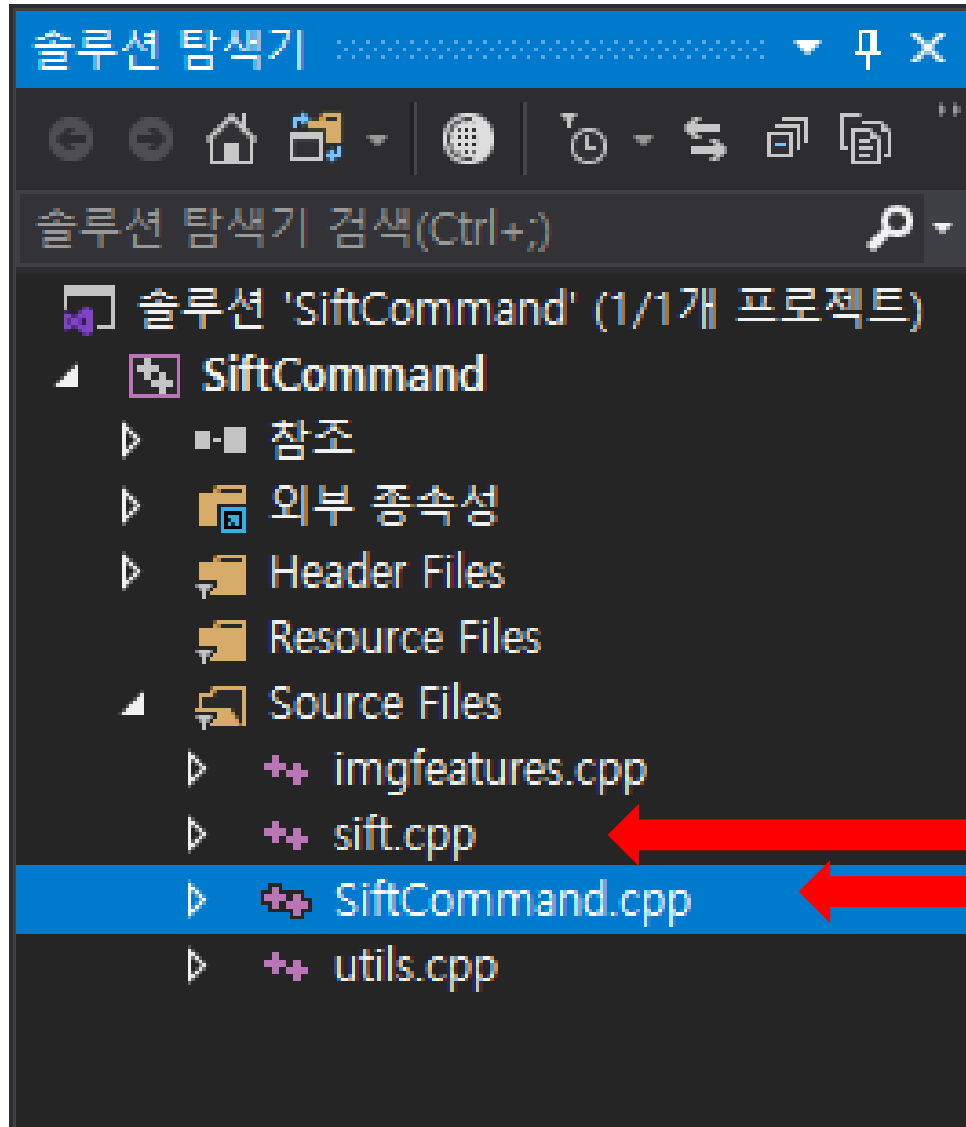 솔루션 탐색기
솔루션 탐색기 검색(Ctrl+;)
솔루션 'SiftCommand' (1/1개 프로젝트)
SiftCommand
참조
외부 종속성
Header Files
Resource Files
Source Files
imgfeatures.cpp
sift.cpp
SiftCommand.cpp
utils.cpp